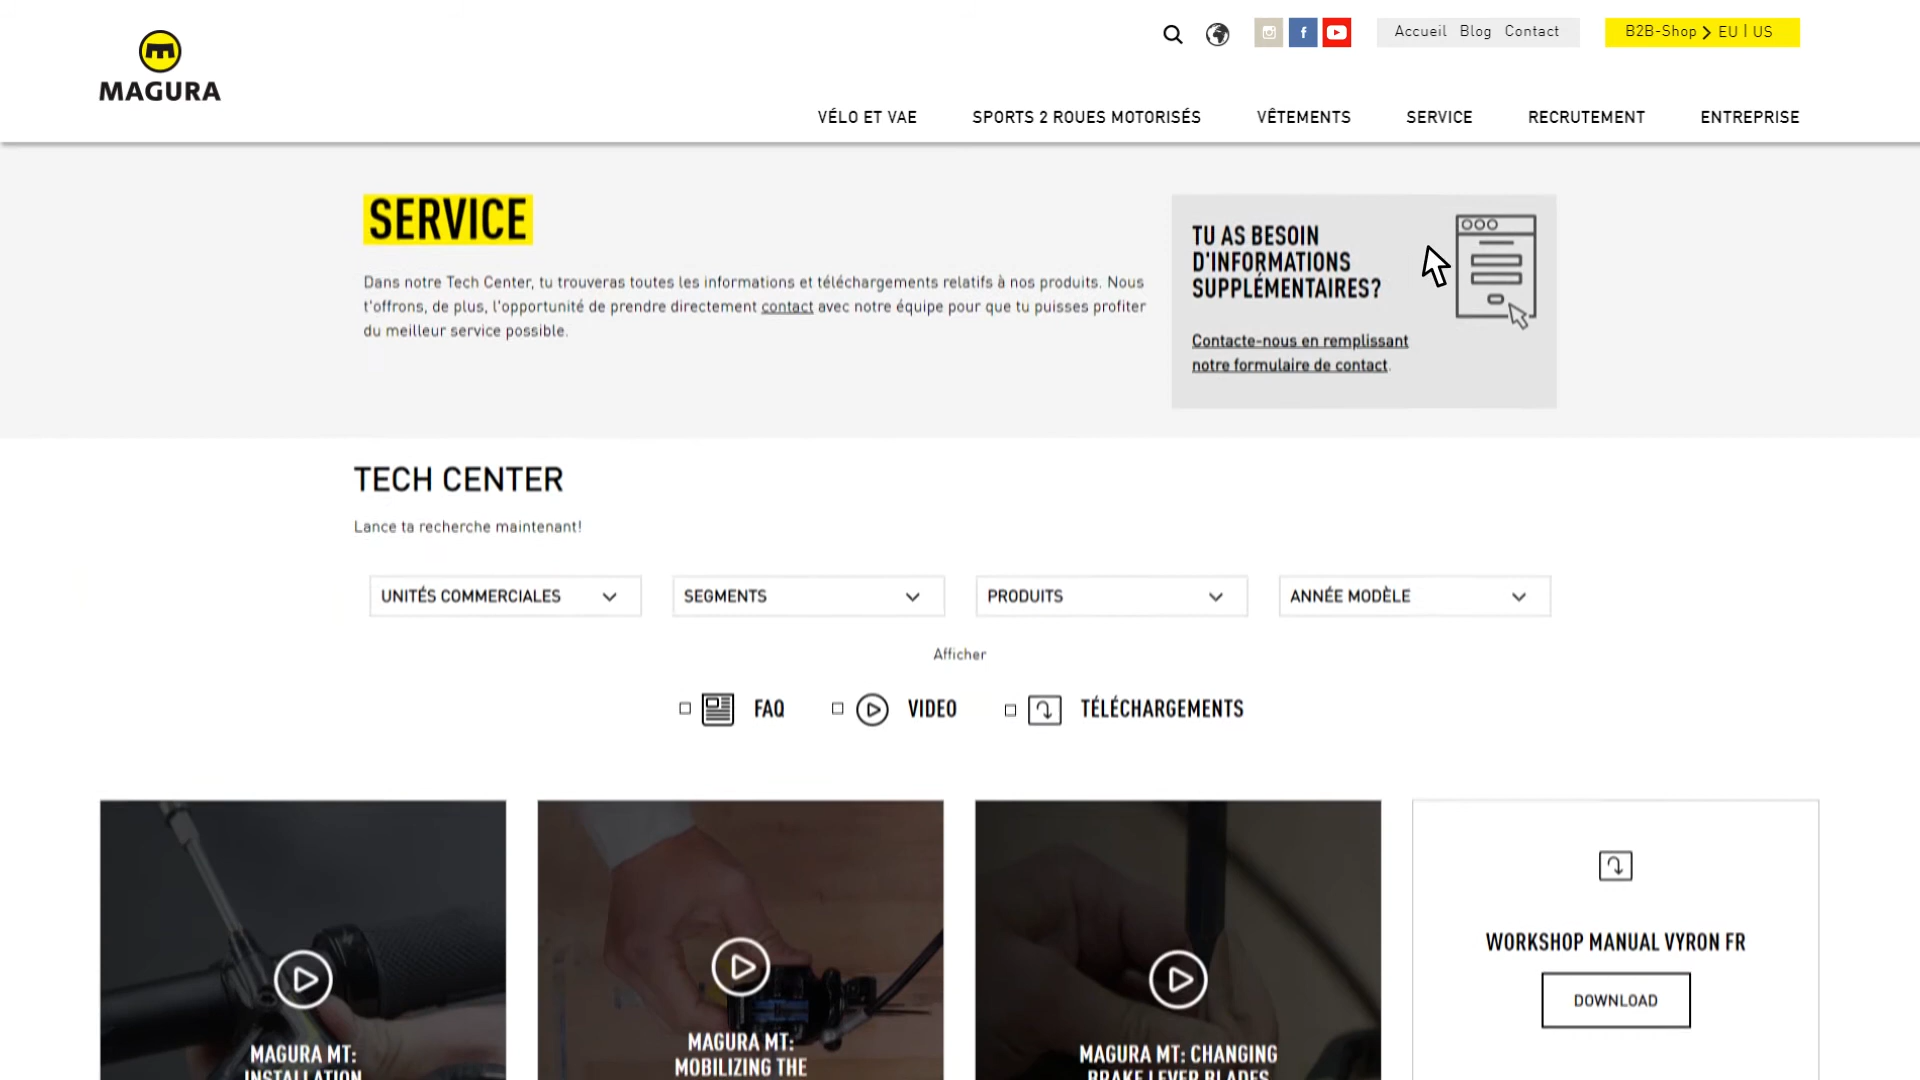 MAGURA
Accueil Blog Contact
B2B-Shop > EU | US
VÉLO ET VAE SPORTS 2 ROUES MOTORISÉS VÊTEMENTS SERVICE RECRUTEMENT ENTREPRISE
SERVICE
Dans notre Tech Center, tu trouveras toutes les informations et téléchargements relatifs à nos produits. Nous
t'offrons, de plus, l'opportunité de prendre directement contact avec notre équipe pour que tu puisses profiter
du meilleur service possible.
TU AS BESOIN
D'INFORMATIONS
SUPPLÉMENTAIRES?
Contacte-nous en remplissant
notre formulaire de contact.
TECH CENTER
Lance ta recherche maintenant!
UNITÉS COMMERCIALES SEGMENTS PRODUITS ANNÉE MODÈLE
Afficher
FAQ VIDEO TÉLÉCHARGEMENTS
MAGURA MT:
INSTALLATION
MAGURA MT:
MOBILIZING THE
MAGURA MT: CHANGING
BRAKE LEVER BLADES
WORKSHOP MANUAL VYRON FR
DOWNLOAD